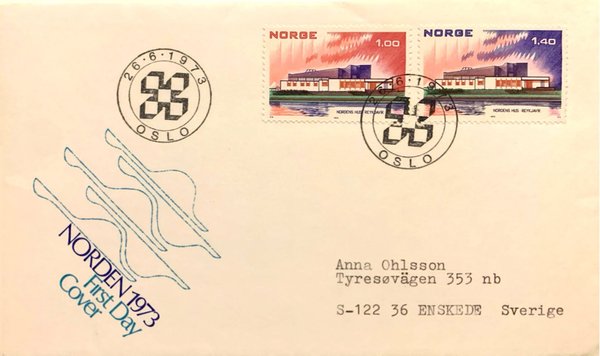 NORGE 1.00
NORDENS HUS REYKJAVIK
NORGE 1.40
NORDENS HUS REYKJAVIK
26·6·1973
OSLO
26·6·1973
OSLO
NORDEN 1973
First Day
Cover
Anna Ohlsson
Tyresøvägen 353 nb
S-122 36 ENSKEDE Sverige